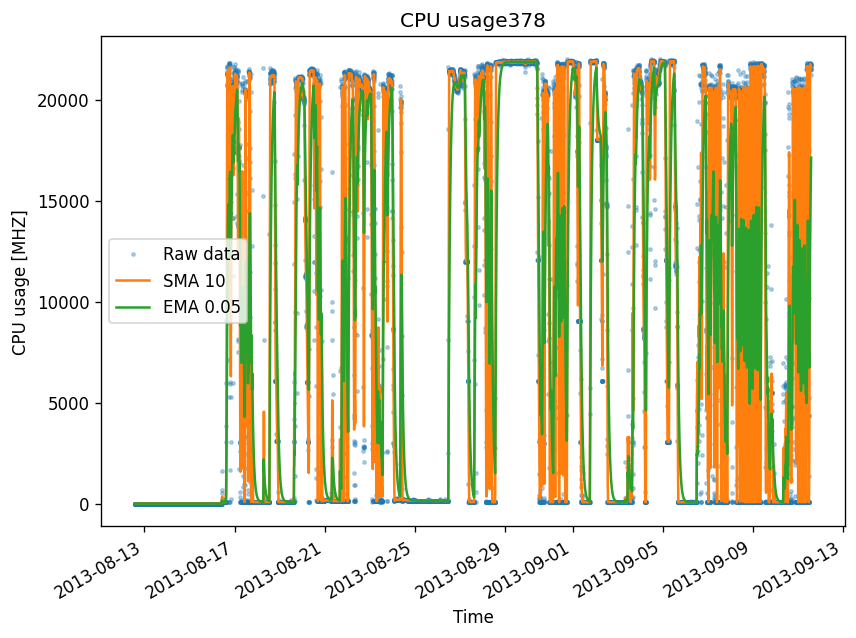 CPU usage378
CPU usage [MHZ]
20000
15000
10000
5000
0
Raw data
SMA 10
EMA 0.05
2013-08-13
2013-08-17
2013-08-21
2013-08-25
2013-08-29
2013-09-01
2013-09-05
2013-09-09
2013-09-13
Time